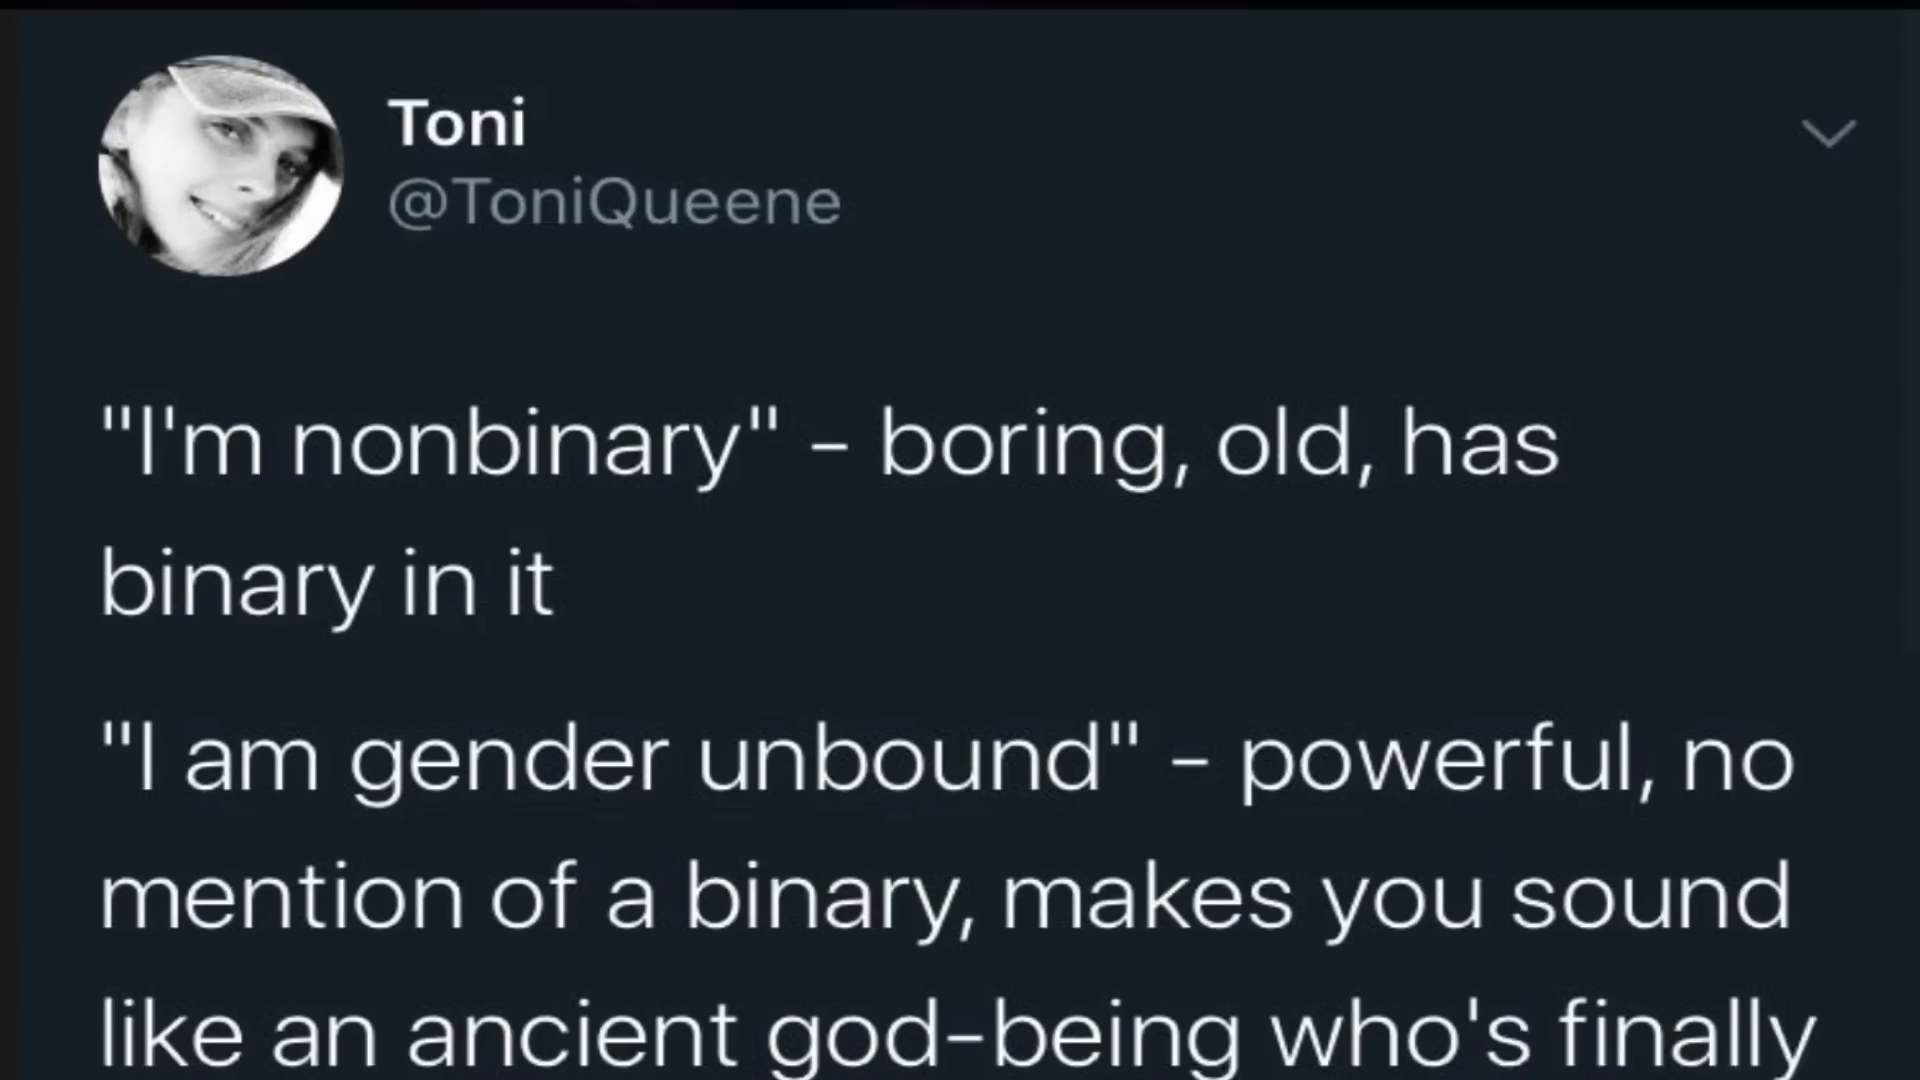 Toni
@ToniQueene
"I'm nonbinary" - boring, old, has
binary in it
"I am gender unbound" - powerful, no
mention of a binary, makes you sound
like an ancient god-being who's finally